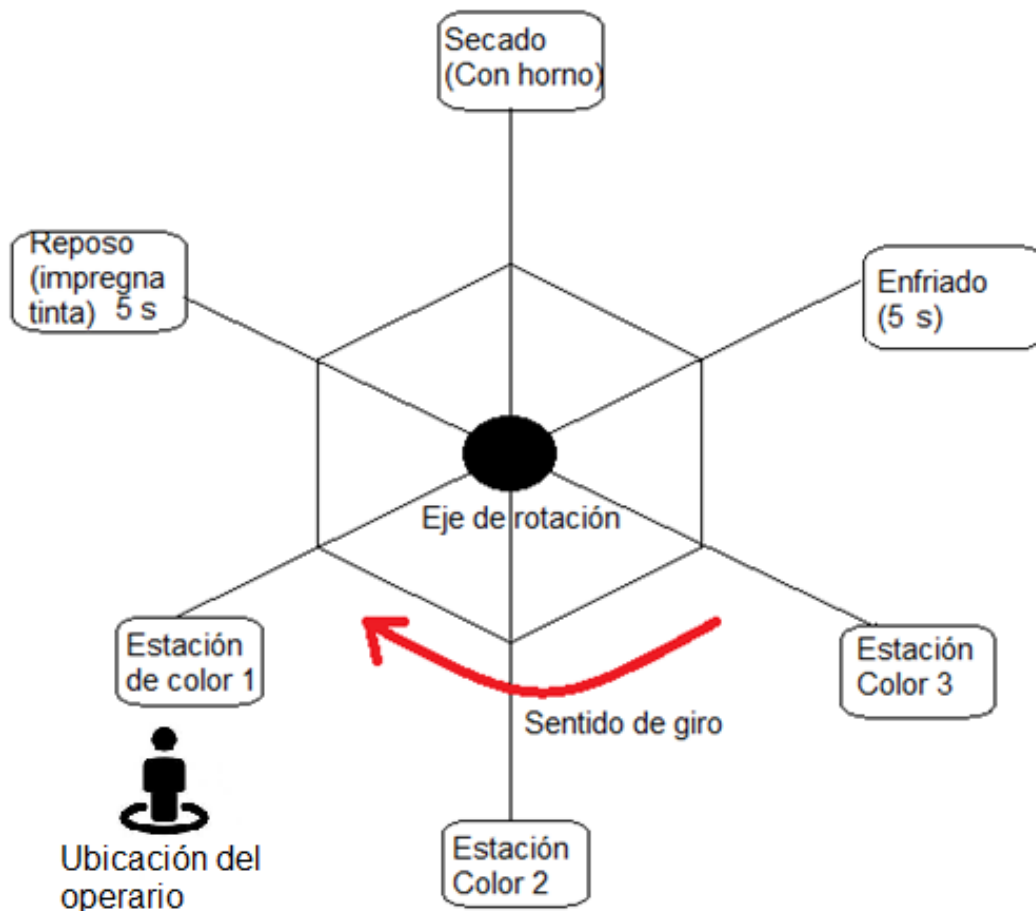 Secado
(Con horno)
Reposo
(impregna
tinta) 5 s
Enfriado
(5 s)
Eje de rotación
Estación
de color 1
Estación
Color 3
Sentido de giro
Estación
Color 2
Ubicación del
operario